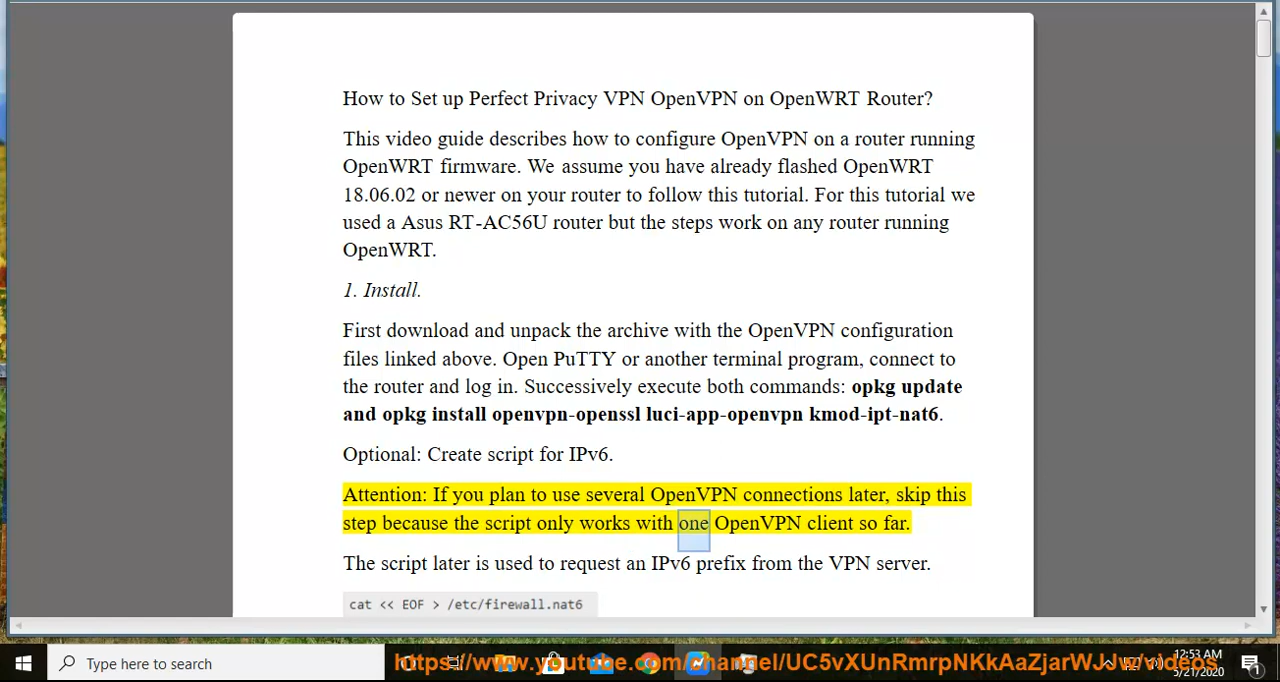 How to Set up Perfect Privacy VPN OpenVPN on OpenWRT Router?
This video guide describes how to configure OpenVPN on a router running
OpenWRT firmware. We assume you have already flashed OpenWRT
18.06.02 or newer on your router to follow this tutorial. For this tutorial we
used a Asus RT-AC56U router but the steps work on any router running
OpenWRT.
1. Install.
First download and unpack the archive with the OpenVPN configuration
files linked above. Open PuTTY or another terminal program, connect to
the router and log in. Successively execute both commands: opkg update
and opkg install openvpn-openssl luci-app-openvpn kmod-ipt-nat6.
Optional: Create script for IPv6.
Attention: If you plan to use several OpenVPN connections later, skip this
step because the script only works with one OpenVPN client so far.
The script later is used to request an IPv6 prefix from the VPN server.
cat << EOF > /etc/firewall.nat6
Type here to search
https://www.youtube.com/channel/UC5vXUnRmrpNKkAaZjarWJJw/videos
12:53 AM
5/21/2020
1